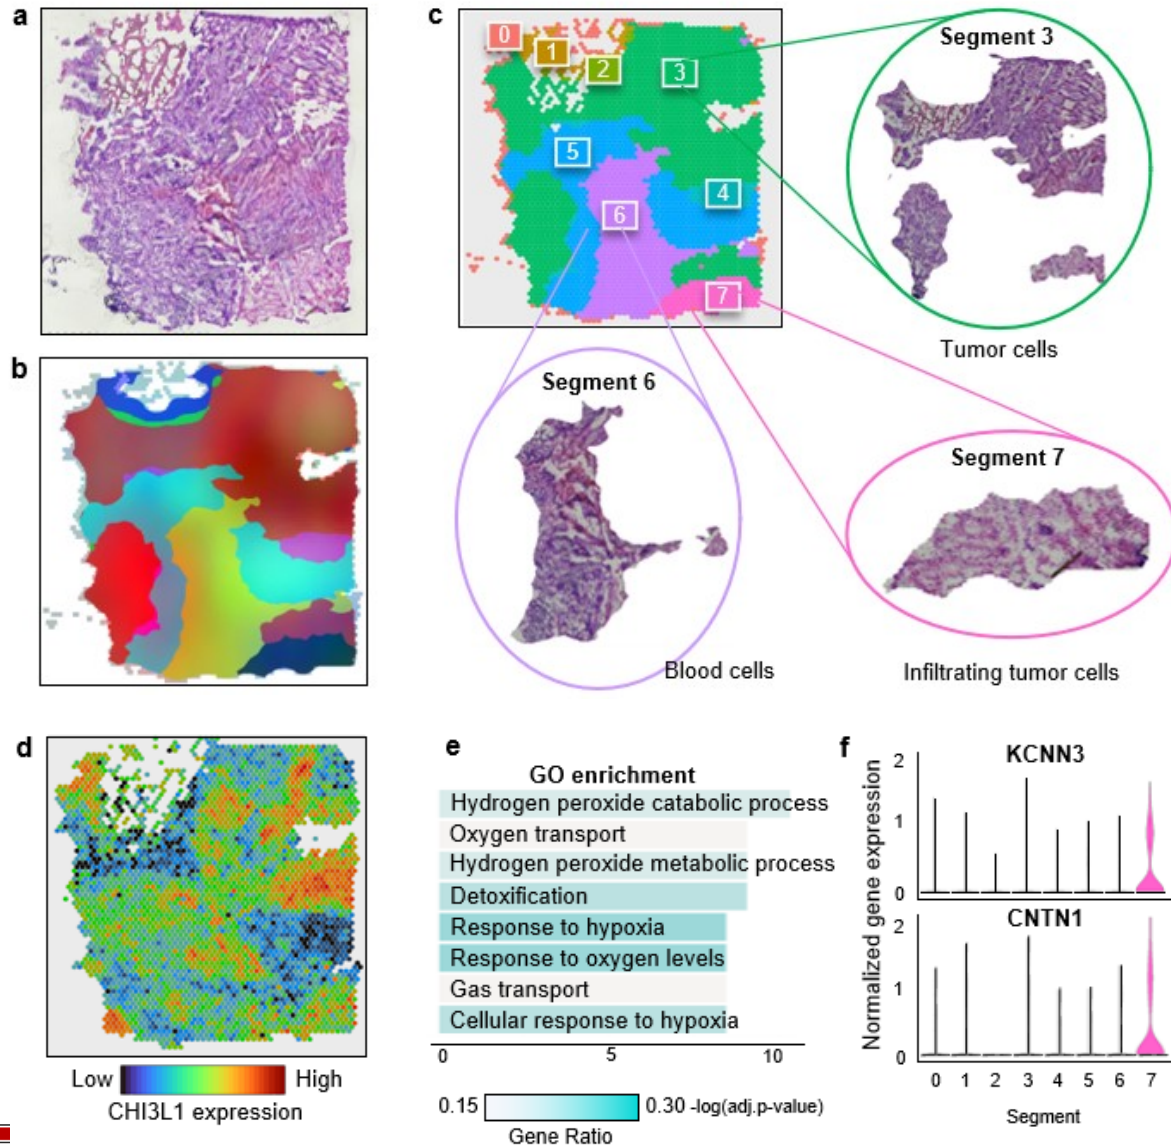 a
b
c
0
1
2
3
5
4
6
7
Segment 3
Tumor cells
Segment 6
Blood cells
Segment 7
Infiltrating tumor cells
d
Low
High
CHI3L1 expression
e
GO enrichment
Hydrogen peroxide catabolic process
Oxygen transport
Hydrogen peroxide metabolic process
Detoxification
Response to hypoxia
Response to oxygen levels
Gas transport
Cellular response to hypoxia
0 5 10
0.15 0.30 -log(adj.p-value)
Gene Ratio
f
Normalized gene expression
KCNN3
2
1
0
CNTN1
2
1
0
0 1 2 3 4 5 6 7
Segment